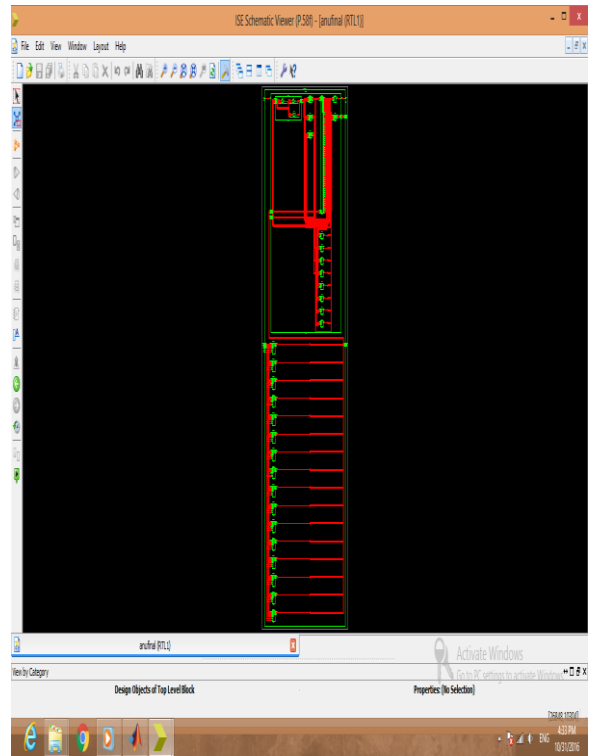 ISE Schematic Viewer (P.58f) - [anufinal (RTL1)]
File Edit View Window Layout Help
anufinal (RTL1)
Activate Windows
Go to PC settings to activate Windows.
View by Category
Design Objects of Top Level Block
Properties: (No Selection)
ENG
4:33 PM
10/31/2016